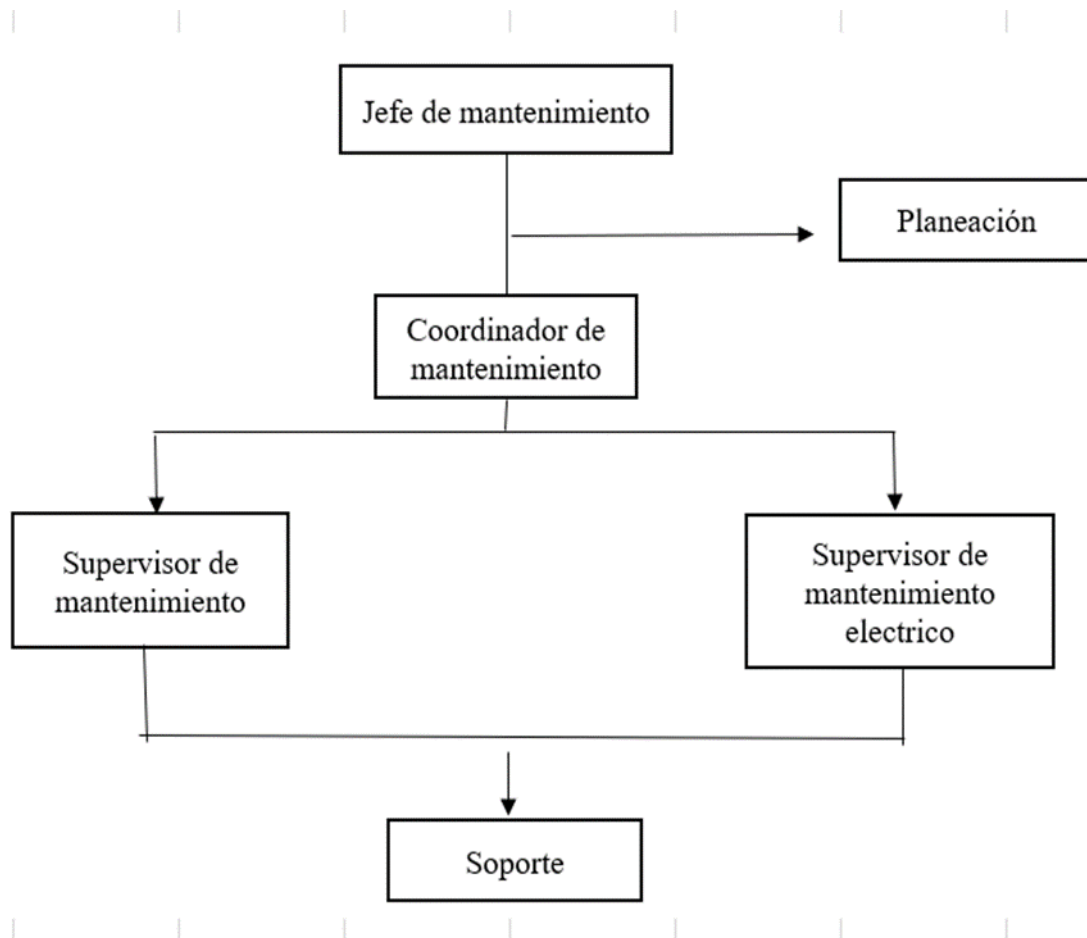 Jefe de mantenimiento
Planeación
Coordinador de
mantenimiento
Supervisor de
mantenimiento
Supervisor de
mantenimiento
electrico
Soporte